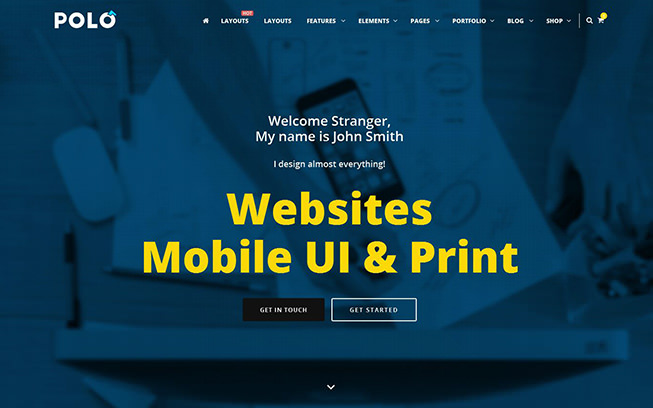 POLO
HOT
LAYOUTS
LAYOUTS
FEATURES
ELEMENTS
PAGES
PORTFOLIO
BLOG
SHOP
Welcome Stranger,
My name is John Smith
I design almost everything!
Websites
Mobile UI & Print
GET IN TOUCH
GET STARTED